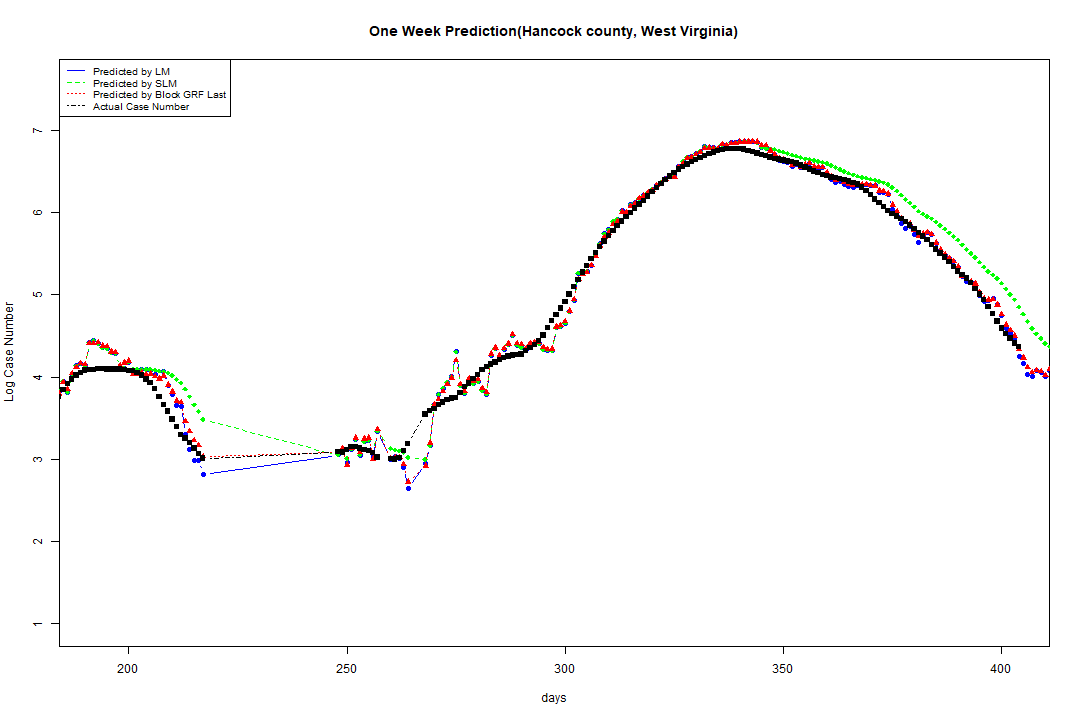 One Week Prediction(Hancock county, West Virginia)
Predicted by LM
Predicted by SLM
Predicted by Block GRF Last
Actual Case Number
7
6
5
4
3
2
1
Log Case Number
200 250 300 350 400
days